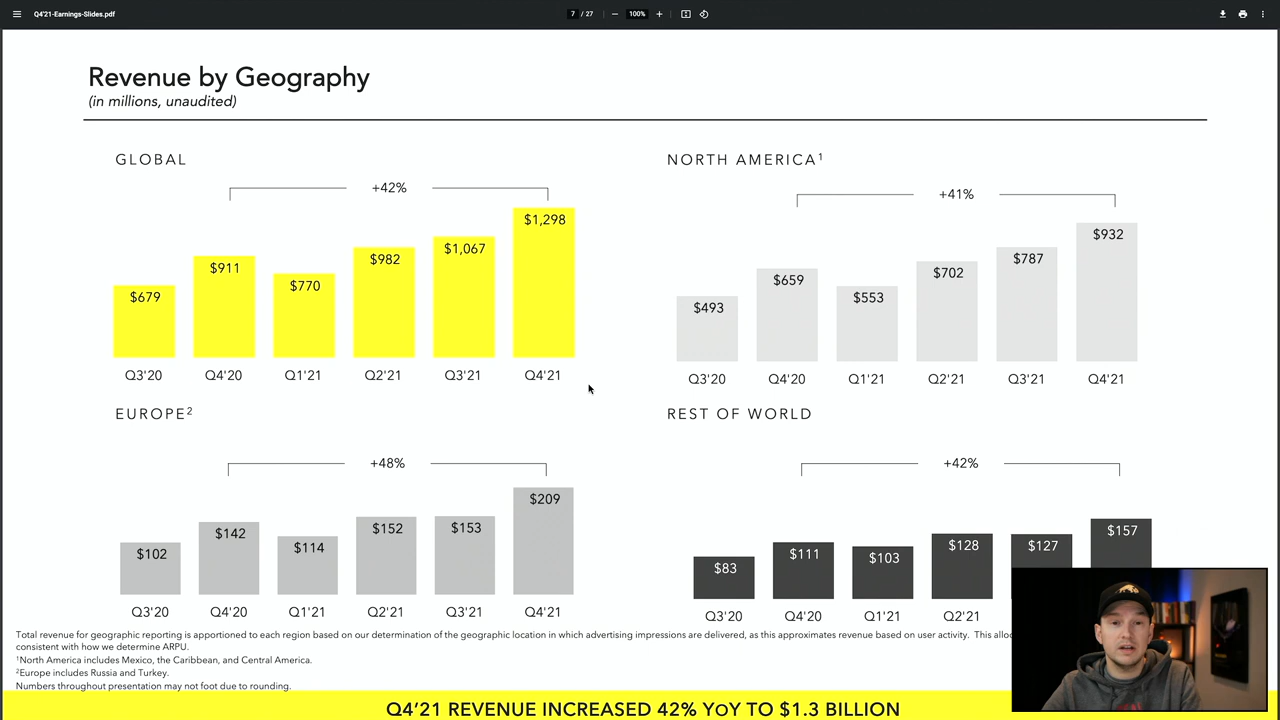 Q4'21-Earnings-Slides.pdf
7 / 27
100%
Revenue by Geography
(in millions, unaudited)
GLOBAL
+42%
$679
$911
$770
$982
$1,067
$1,298
Q3'20
Q4'20
Q1'21
Q2'21
Q3'21
Q4'21
NORTH AMERICA¹
+41%
$493
$659
$553
$702
$787
$932
Q3'20
Q4'20
Q1'21
Q2'21
Q3'21
Q4'21
EUROPE²
+48%
$102
$142
$114
$152
$153
$209
Q3'20
Q4'20
Q1'21
Q2'21
Q3'21
Q4'21
REST OF WORLD
+42%
$83
$111
$103
$128
$127
$157
Q3'20
Q4'20
Q1'21
Q2'21
Total revenue for geographic reporting is apportioned to each region based on our determination of the geographic location in which advertising impressions are delivered, as this approximates revenue based on user activity. This
consistent with how we determine ARPU.
¹North America includes Mexico, the Caribbean, and Central America.
²Europe includes Russia and Turkey.
Numbers throughout presentation may not foot due to rounding.
Q4'21 REVENUE INCREASED 42% YOY TO $1.3 BILLION